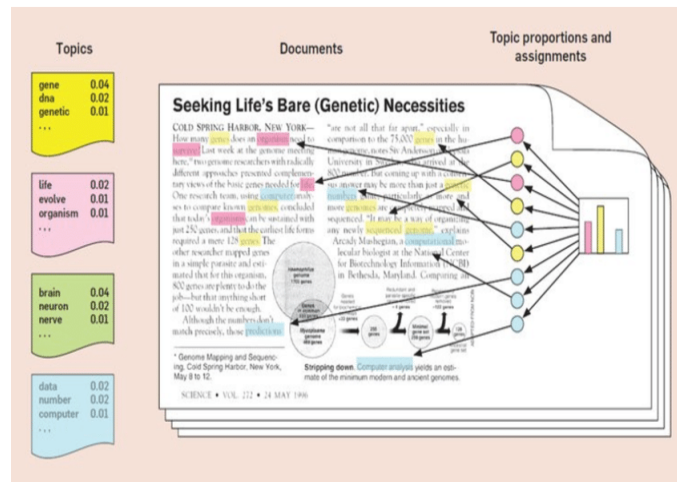 Topics
Documents
Topic proportions and
assignments
gene 0.04
dna 0.02
genetic 0.01
...
life 0.02
evolve 0.01
organism 0.01
...
brain 0.04
neuron 0.02
nerve 0.01
...
data 0.02
number 0.02
computer 0.01
...
Seeking Life's Bare (Genetic) Necessities
COLD SPRING HARBOR, NEW YORK—
How many genes does an organism need to
survive? Last week at the genome meeting
here, two genome researchers with radically
different approaches presented complemen-
tary views of the basic genes needed for life
One research team, using computer analy-
ses to compare known genomes, concluded
that today's organisms can be sustained with
just 250 genes, and that the earliest life forms
required a mere 128 genes. The
other researcher mapped genes
in a simple parasite and esti-
mated that for this organism,
800 genes are plenty to do the
job—but that anything short
of 100 wouldn't be enough.
Although the numbers don't
match precisely, those predictions
* Genome Mapping and Sequenc-
ing, Cold Spring Harbor, New York,
May 8 to 12.
"are not all that far apart," especially in
comparison to the 75,000 genes in the hu-
genome, notes Siv Andersson
University in arrived at the
800 number. But coming up with a
answer may be more than just a genetic
numbers particularly more and
more genomes are mapped and
sequenced. "It may be a way of organizing
any newly sequenced genome," explains
Arcady Mushegian, a computational mo-
lecular biologist at the National Center
for Biotechnology Information (NCBI)
in Bethesda, Maryland. Comparing an
Stripping down. Computer analysis yields an esti-
mate of the minimum modern and ancient genomes.
SCIENCE • VOL. 272 • 24 MAY 1996